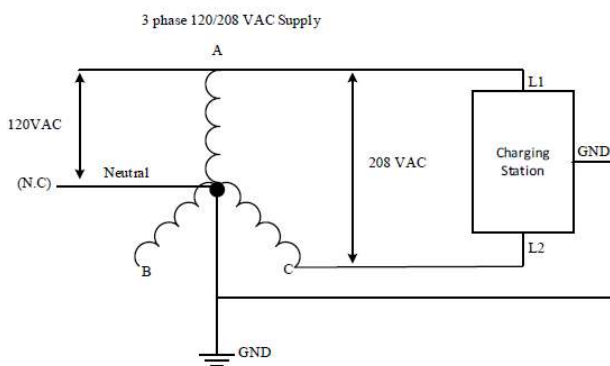 3 phase 120/208 VAC Supply
A
L1
120VAC
Charging
Station
GND
208 VAC
(N.C)
Neutral
L2
B
C
GND